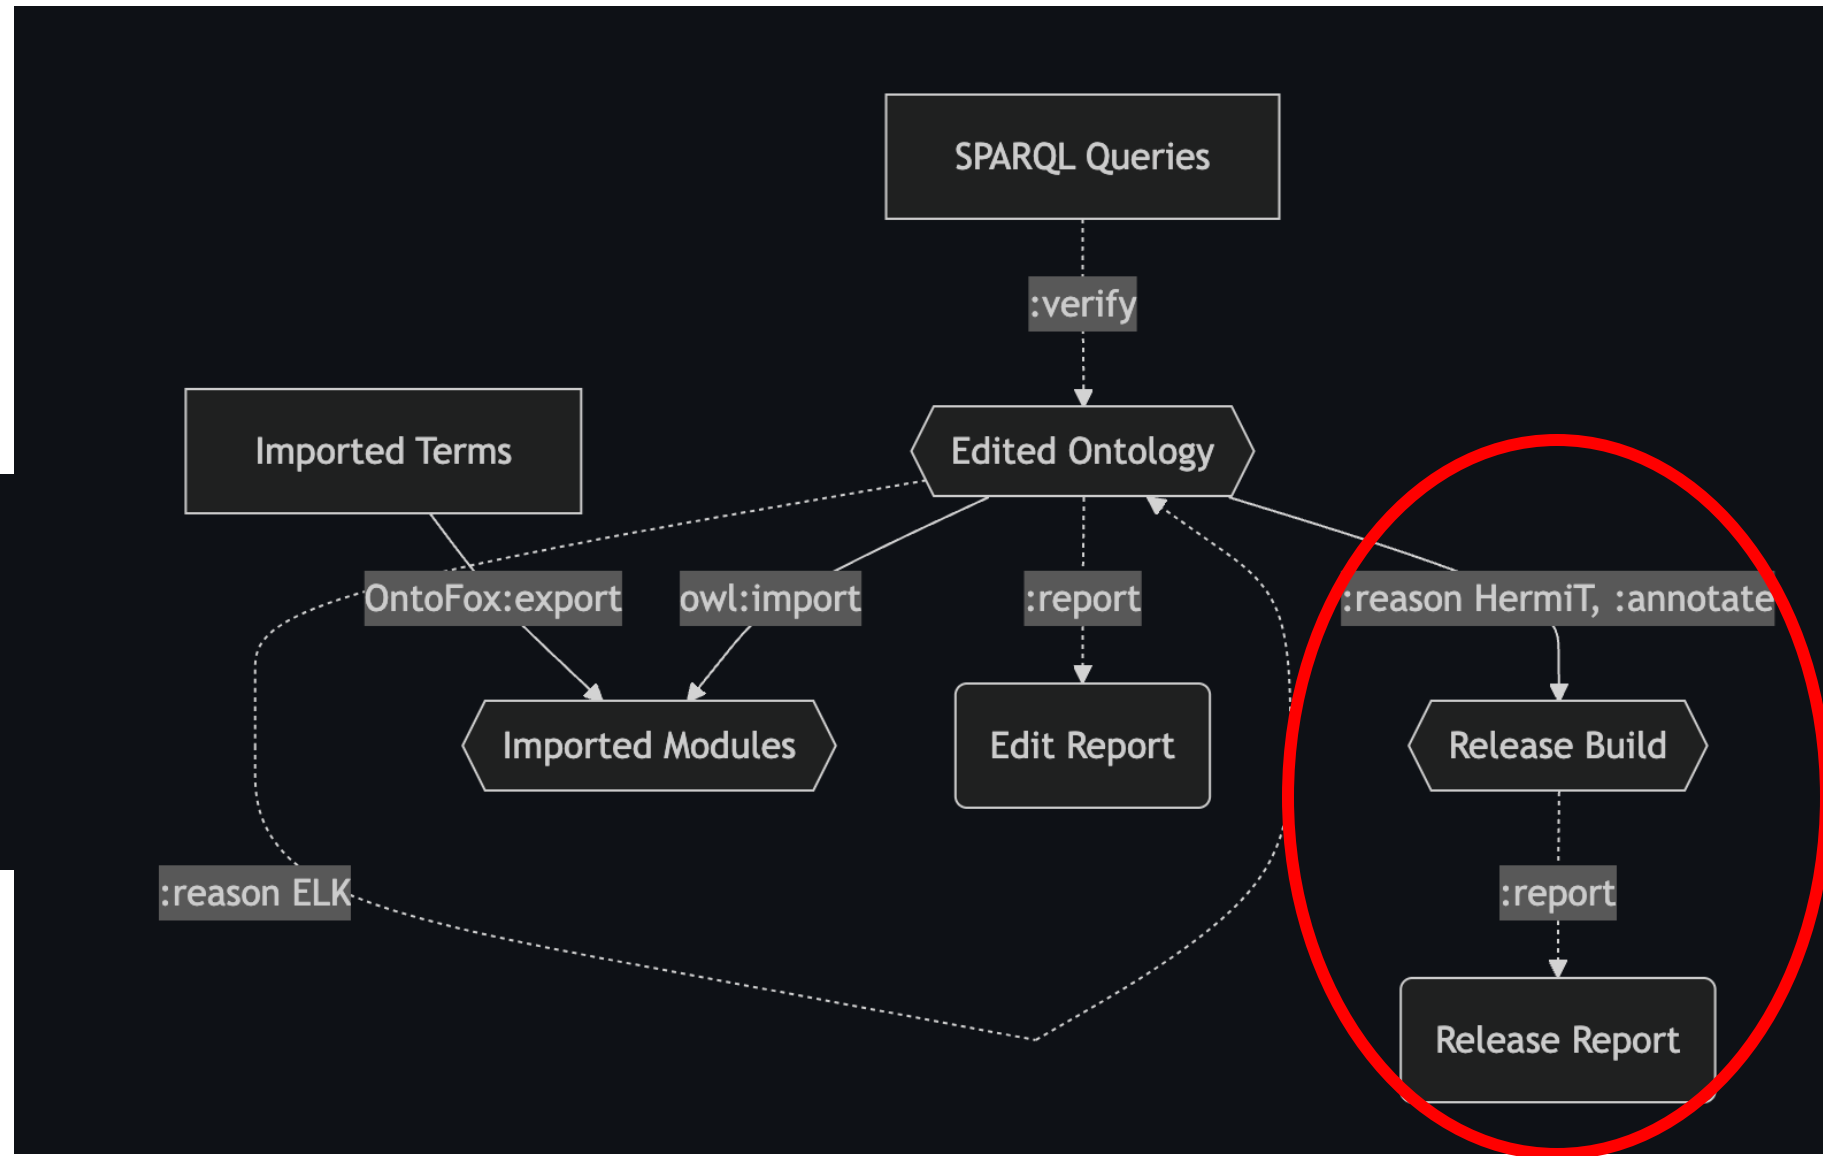 SPARQL Queries
:verify
Imported Terms
Edited Ontology
OntoFox:export
owl:import
:report
:reason HermiT, :annotate
Imported Modules
Edit Report
Release Build
:reason ELK
:report
Release Report